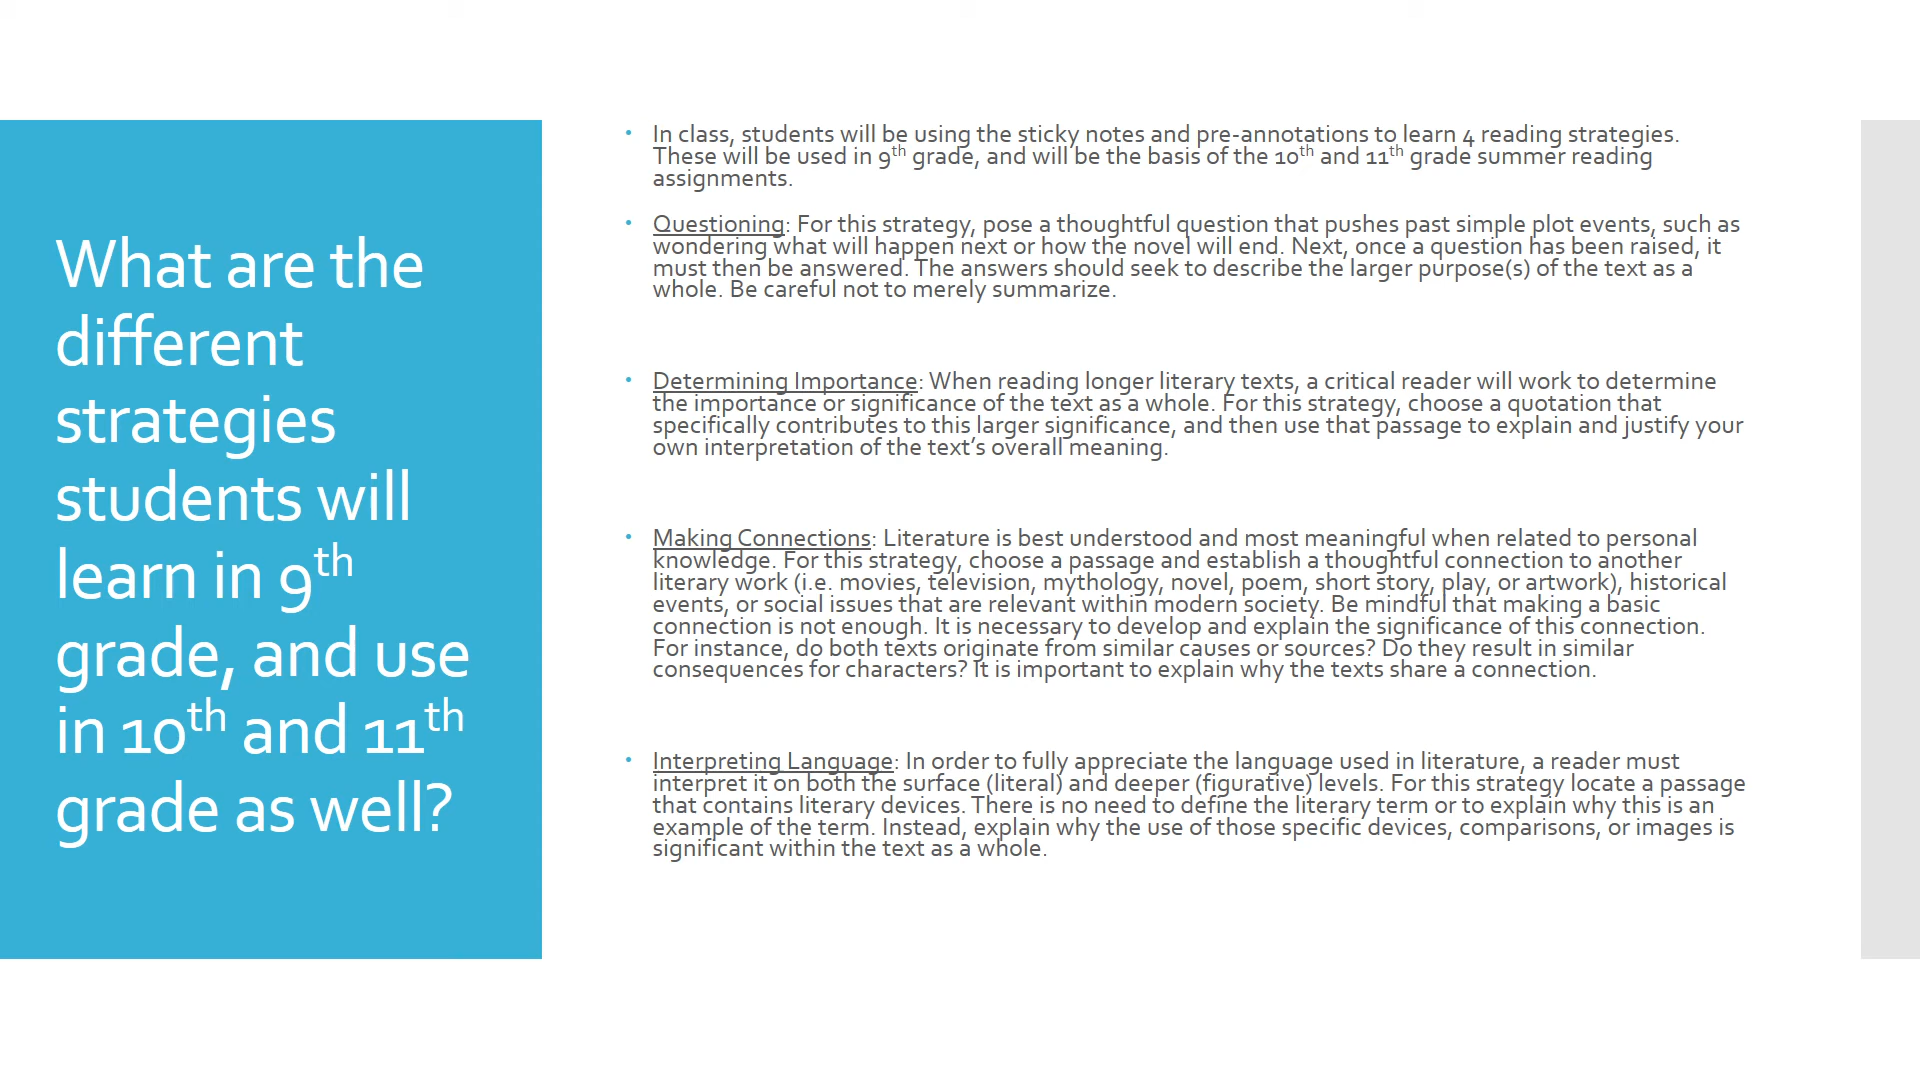 What are the
different
strategies
students will
learn in 9th
grade, and use
in 10th and 11th
grade as well?
• In class, students will be using the sticky notes and pre-annotations to learn 4 reading strategies.
These will be used in 9th grade, and will be the basis of the 10th and 11th grade summer reading
assignments.
• Questioning: For this strategy, pose a thoughtful question that pushes past simple plot events, such as
wondering what will happen next or how the novel will end. Next, once a question has been raised, it
must then be answered. The answers should seek to describe the larger purpose(s) of the text as a
whole. Be careful not to merely summarize.
• Determining Importance: When reading longer literary texts, a critical reader will work to determine
the importance or significance of the text as a whole. For this strategy, choose a quotation that
specifically contributes to this larger significance, and then use that passage to explain and justify your
own interpretation of the text's overall meaning.
• Making Connections: Literature is best understood and most meaningful when related to personal
knowledge. For this strategy, choose a passage and establish a thoughtful connection to another
literary work (i.e. movies, television, mythology, novel, poem, short story, play, or artwork), historical
events, or social issues that are relevant within modern society. Be mindful that making a basic
connection is not enough. It is necessary to develop and explain the significance of this connection.
For instance, do both texts originate from similar causes or sources? Do they result in similar
consequences for characters? It is important to explain why the texts share a connection.
• Interpreting Language: In order to fully appreciate the language used in literature, a reader must
interpret it on both the surface (literal) and deeper (figurative) levels. For this strategy locate a passage
that contains literary devices. There is no need to define the literary term or to explain why this is an
example of the term. Instead, explain why the use of those specific devices, comparisons, or images is
significant within the text as a whole.